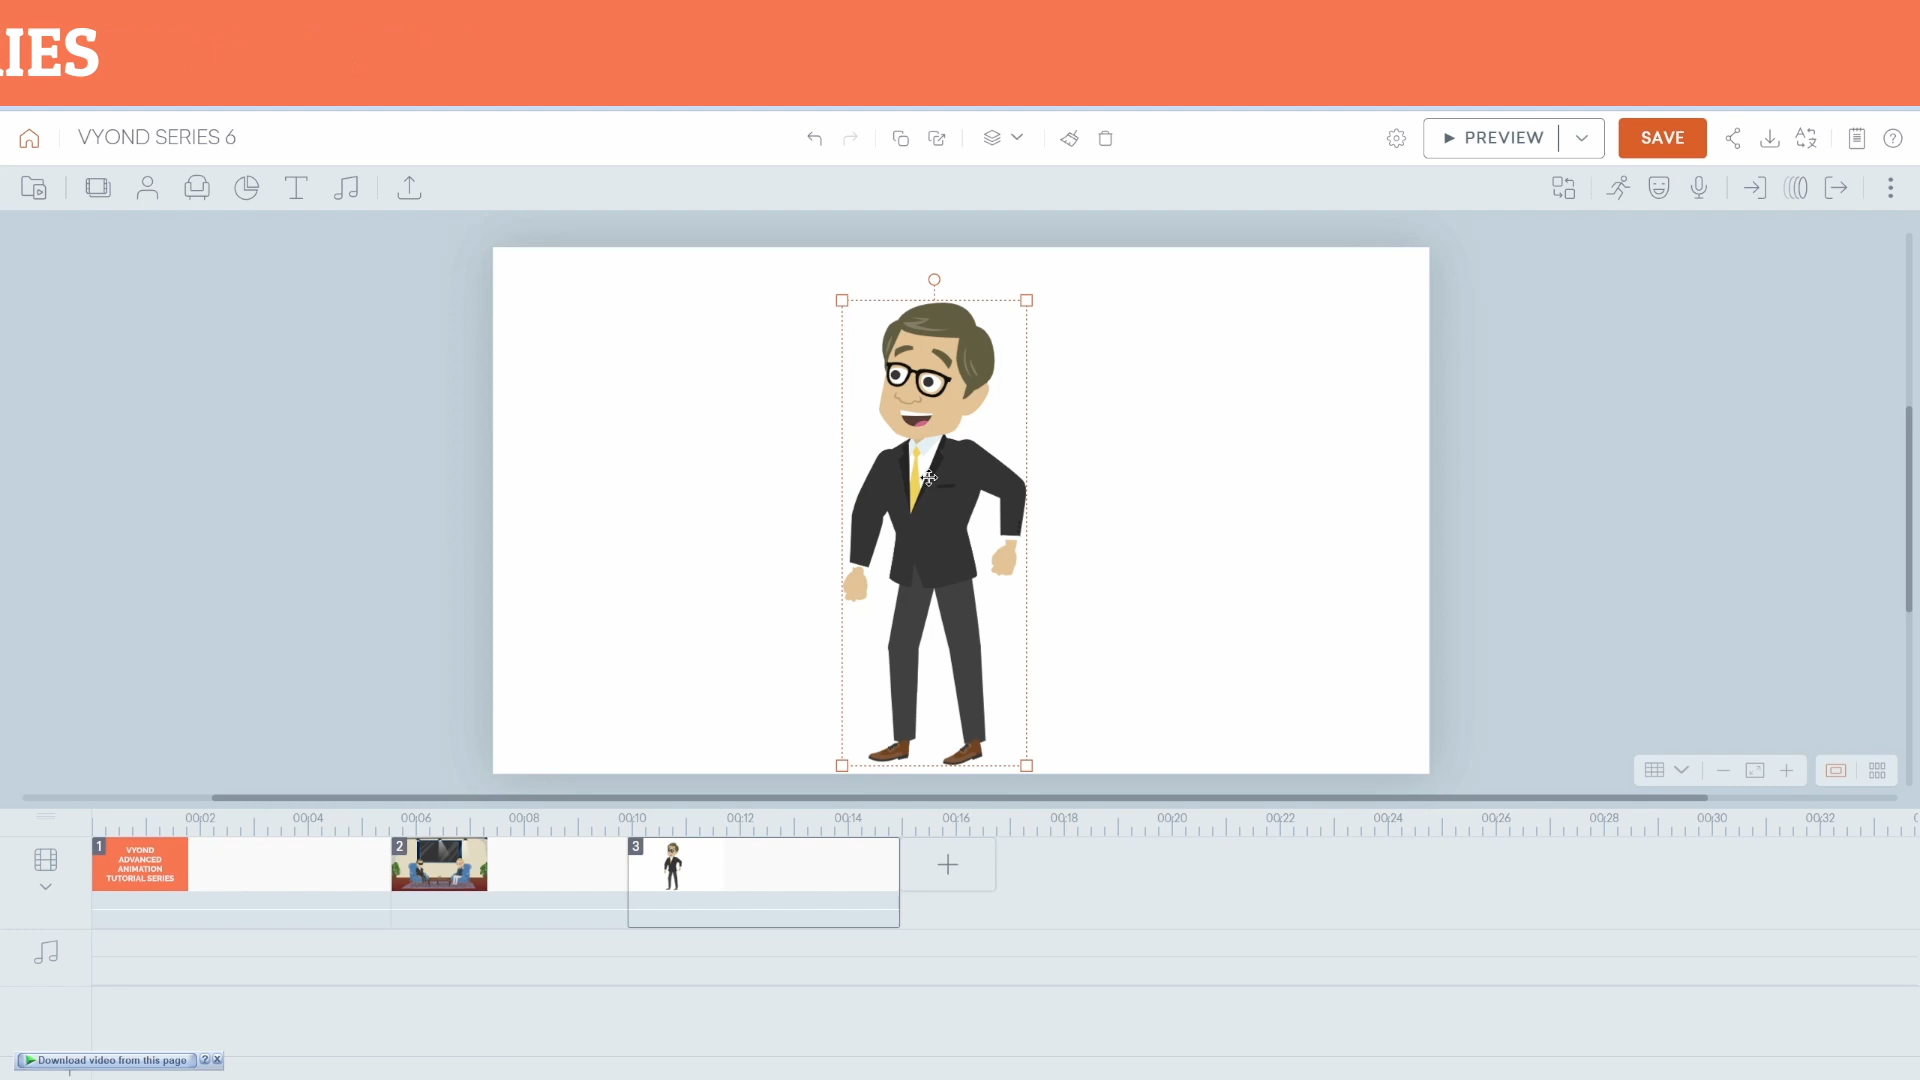 IES
VYOND SERIES 6
PREVIEW
SAVE
00:02 00:04 00:06 00:08 00:10 00:12 00:14 00:16 00:18 00:20 00:22 00:24 00:26 00:28 00:30 00:32
1
VYOND
ADVANCED
ANIMATION
TUTORIAL SERIES
2
3
Download video from this page